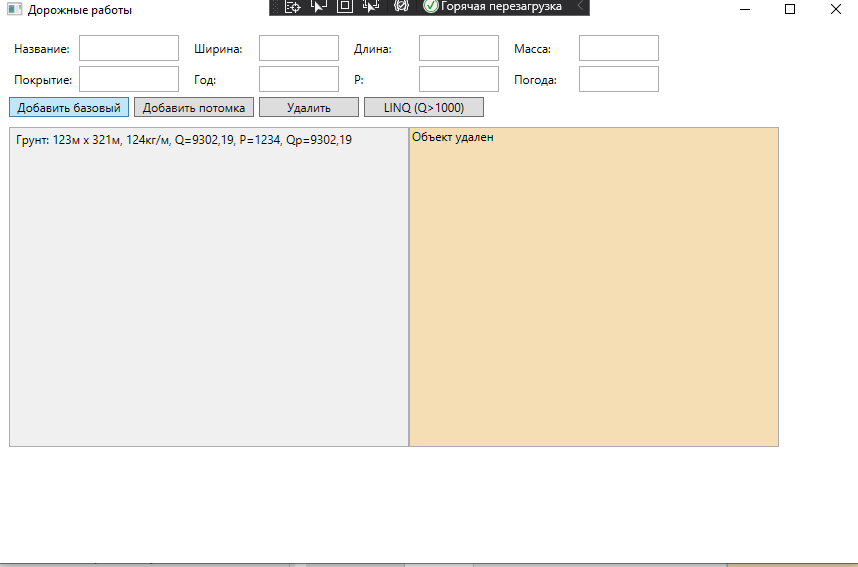 Дорожные работы
Горячая перезагрузка
Название: Ширина: Длина: Масса:
Покрытие: Год: P: Погода:
Добавить базовый Добавить потомка Удалить LINQ (Q>1000)
Грунт: 123м x 321м, 124кг/м, Q=9302,19, P=1234, Qp=9302,19
Объект удален